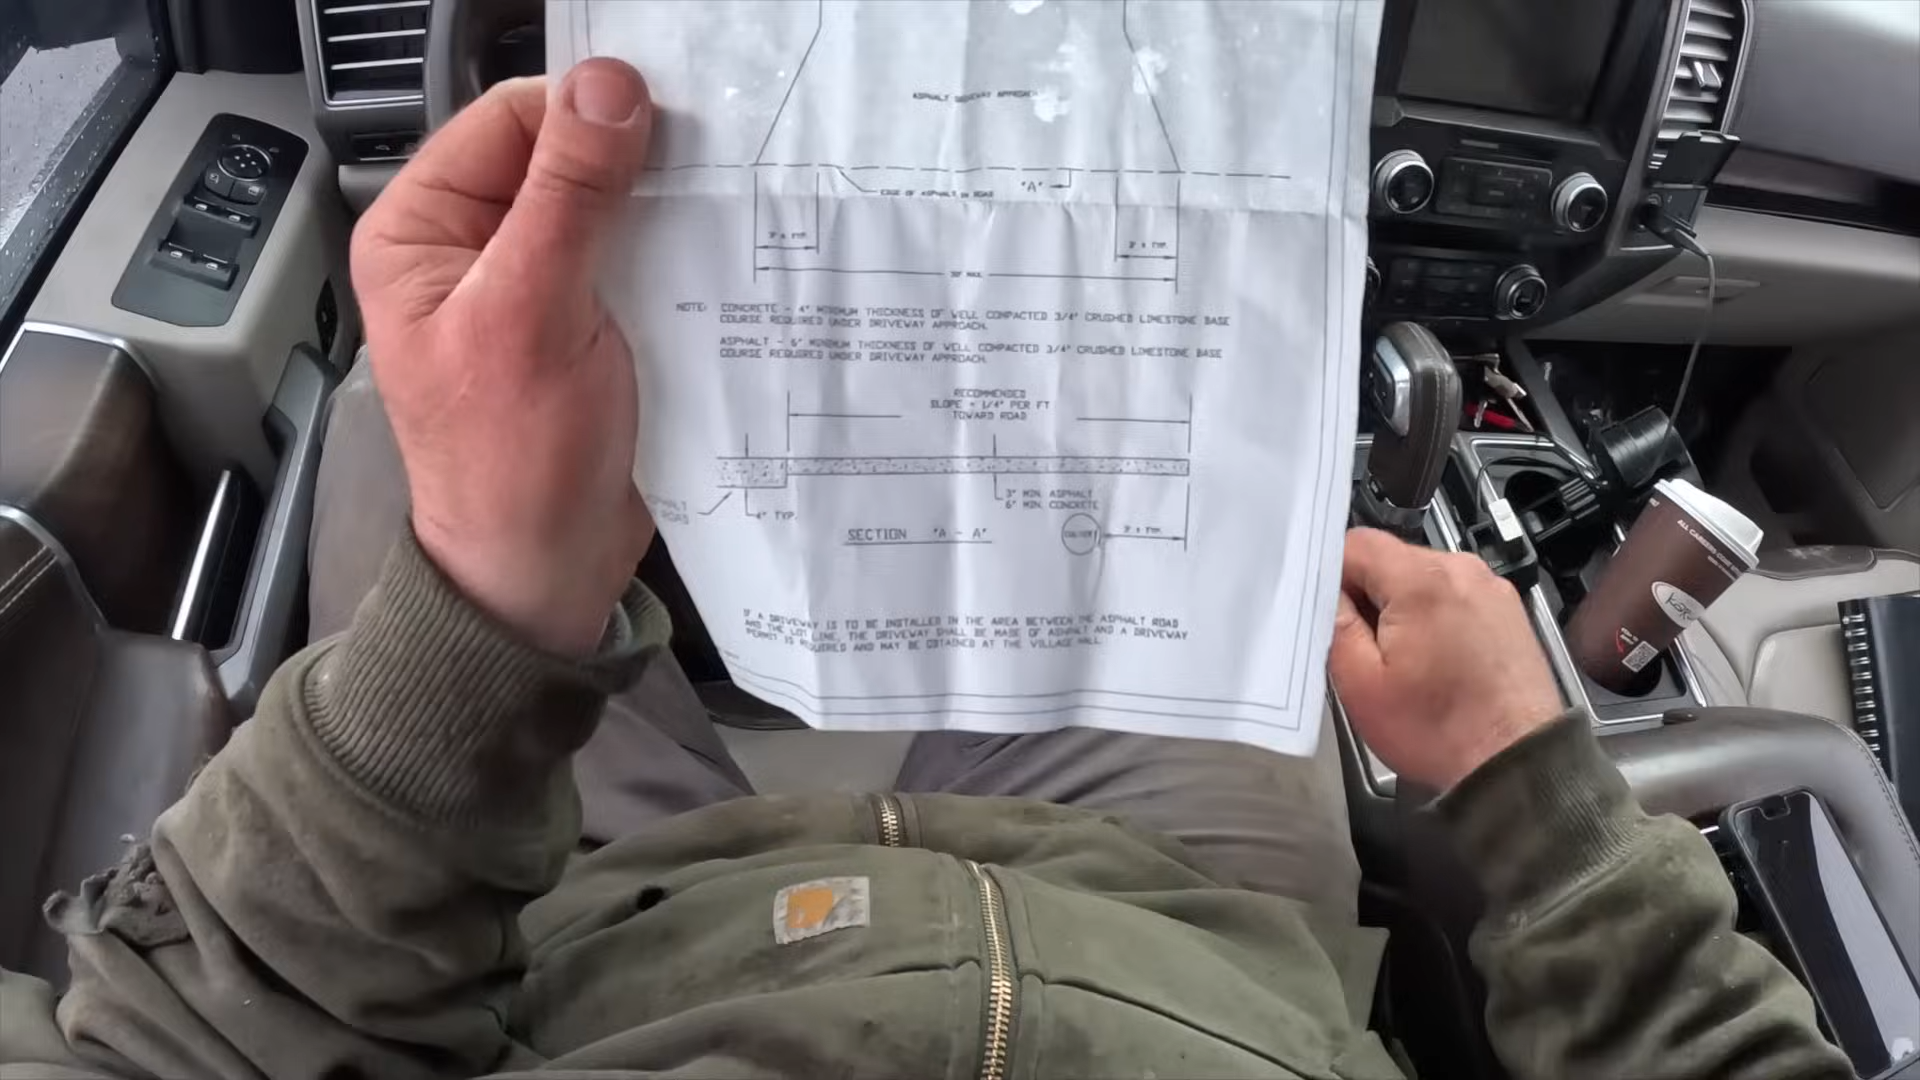 ASPHALT DRIVEWAY APPROACH
EDGE OF ASPHALT ROAD
"A"
3' ± TYP.
3' ± TYP.
30' MAX.
NOTE: CONCRETE - 4" MINIMUM THICKNESS OF WELL COMPACTED 3/4" CRUSHED LIMESTONE BASE
COURSE REQUIRED UNDER DRIVEWAY APPROACH.
ASPHALT - 6" MINIMUM THICKNESS OF WELL COMPACTED 3/4" CRUSHED LIMESTONE BASE
COURSE REQUIRED UNDER DRIVEWAY APPROACH.
RECOMMENDED
SLOPE = 1/4" PER FT
TOWARD ROAD
ROAD
4" TYP.
3" MIN. ASPHALT
6" MIN. CONCRETE
SECTION "A - A"
CULVERT
3' ± TYP.
IF A DRIVEWAY IS TO BE INSTALLED IN THE AREA BETWEEN THE ASPHALT ROAD
AND THE LOT LINE, THE DRIVEWAY SHALL BE MADE OF ASPHALT AND A DRIVEWAY
PERMIT IS REQUIRED AND MAY BE OBTAINED AT THE VILLAGE HALL.